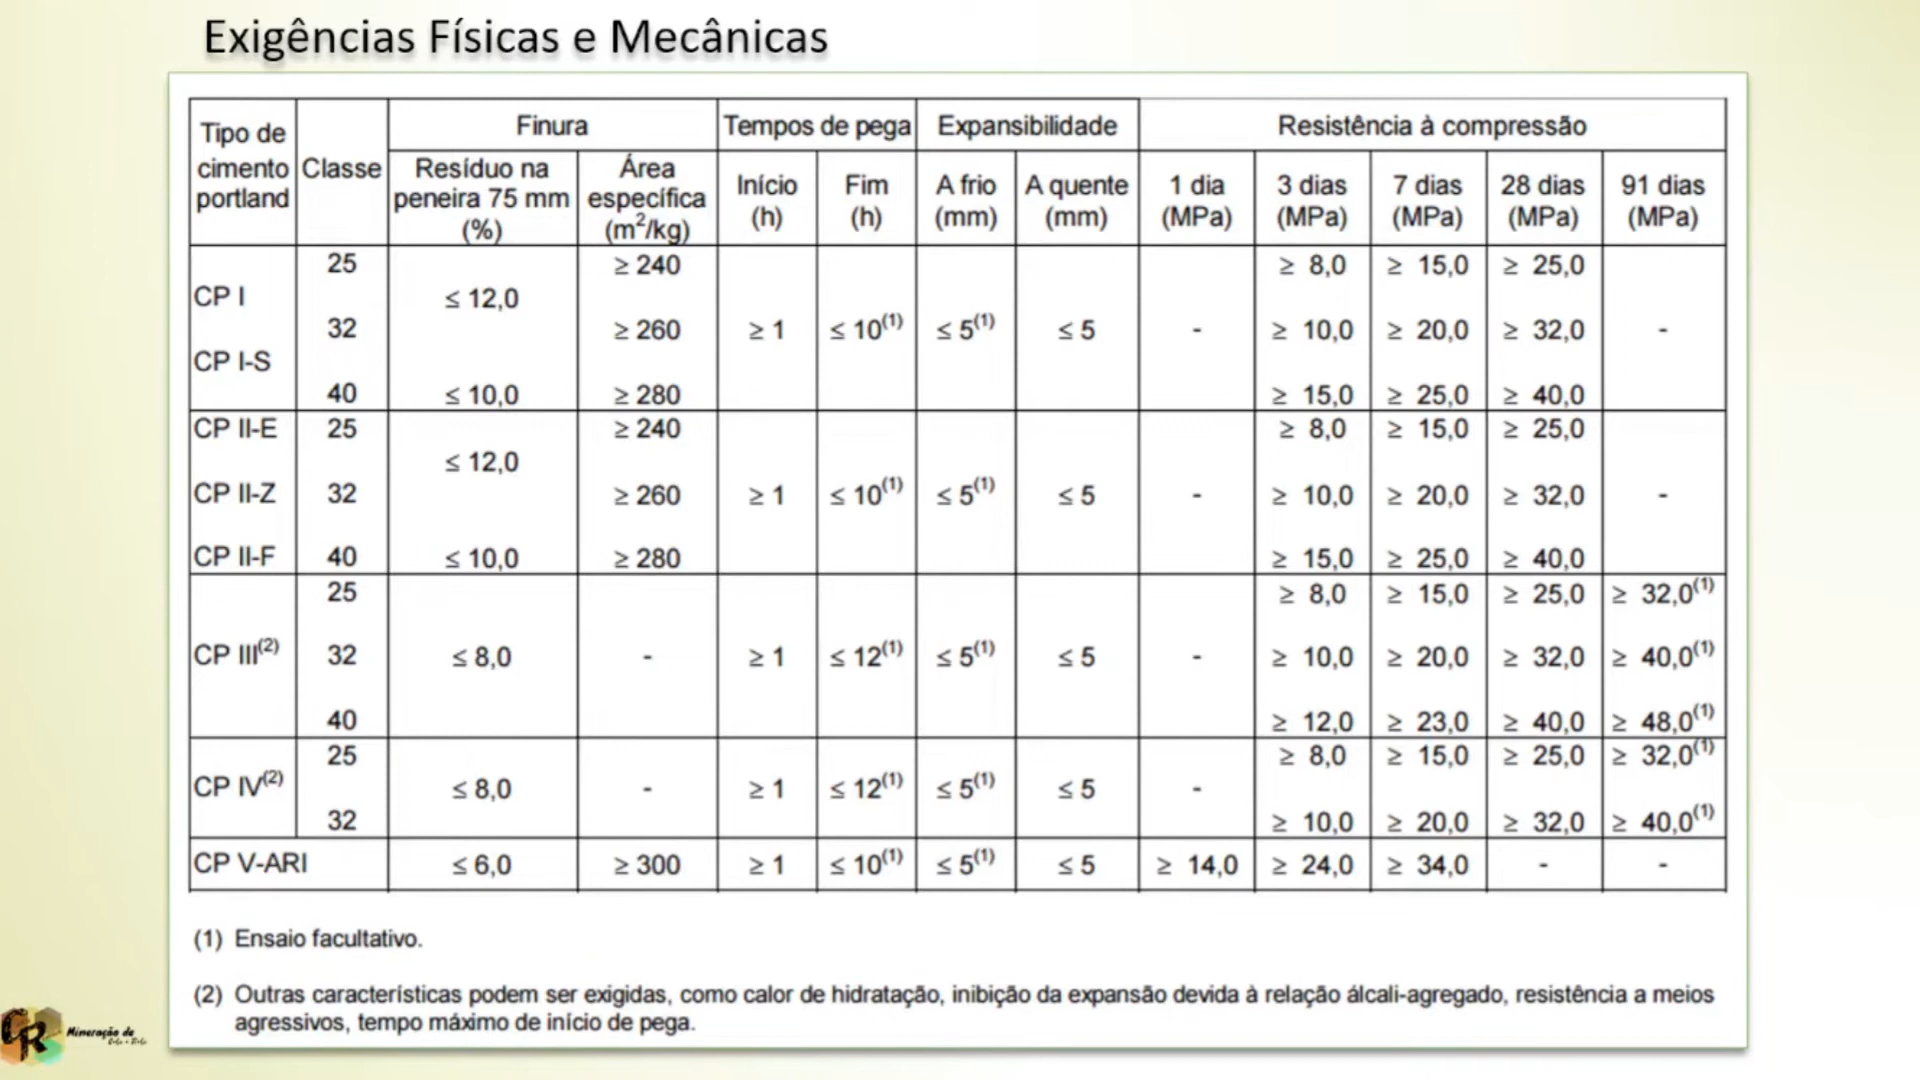 Exigências Físicas e Mecânicas
Tipo de cimento portland | Classe | Finura | Tempos de pega | Expansibilidade | Resistência à compressão
Resíduo na peneira 75 mm (%) | Área específica (m²/kg) | Início (h) | Fim (h) | A frio (mm) | A quente (mm) | 1 dia (MPa) | 3 dias (MPa) | 7 dias (MPa) | 28 dias (MPa) | 91 dias (MPa)
25 ≥ 240 ≥ 8,0 ≥ 15,0 ≥ 25,0
CP I ≤ 12,0
32 ≥ 260 ≥ 1 ≤ 10⁽¹⁾ ≤ 5⁽¹⁾ ≤ 5 - ≥ 10,0 ≥ 20,0 ≥ 32,0 -
CP I-S
40 ≤ 10,0 ≥ 280 ≥ 15,0 ≥ 25,0 ≥ 40,0
CP II-E 25 ≥ 240 ≥ 8,0 ≥ 15,0 ≥ 25,0
≤ 12,0
CP II-Z 32 ≥ 260 ≥ 1 ≤ 10⁽¹⁾ ≤ 5⁽¹⁾ ≤ 5 - ≥ 10,0 ≥ 20,0 ≥ 32,0 -
CP II-F 40 ≤ 10,0 ≥ 280 ≥ 15,0 ≥ 25,0 ≥ 40,0
25 ≥ 8,0 ≥ 15,0 ≥ 25,0 ≥ 32,0⁽¹⁾
CP III⁽²⁾ 32 ≤ 8,0 - ≥ 1 ≤ 12⁽¹⁾ ≤ 5⁽¹⁾ ≤ 5 - ≥ 10,0 ≥ 20,0 ≥ 32,0 ≥ 40,0⁽¹⁾
40 ≥ 12,0 ≥ 23,0 ≥ 40,0 ≥ 48,0⁽¹⁾
25 ≥ 8,0 ≥ 15,0 ≥ 25,0 ≥ 32,0⁽¹⁾
CP IV⁽²⁾ ≤ 8,0 - ≥ 1 ≤ 12⁽¹⁾ ≤ 5⁽¹⁾ ≤ 5 -
32 ≥ 10,0 ≥ 20,0 ≥ 32,0 ≥ 40,0⁽¹⁾
CP V-ARI ≤ 6,0 ≥ 300 ≥ 1 ≤ 10⁽¹⁾ ≤ 5⁽¹⁾ ≤ 5 ≥ 14,0 ≥ 24,0 ≥ 34,0 - -
(1) Ensaio facultativo.
(2) Outras características podem ser exigidas, como calor de hidratação, inibição da expansão devida à relação álcali-agregado, resistência a meios
agressivos, tempo máximo de início de pega.
CR
Mineração de